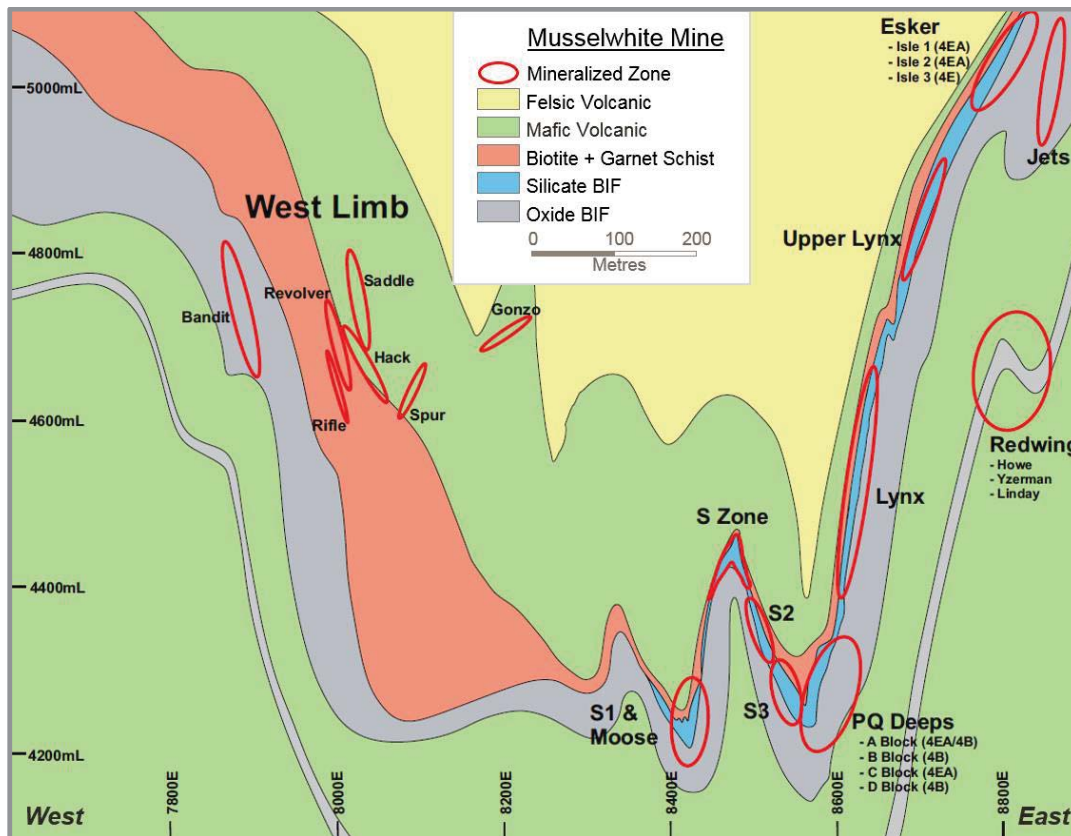 Musselwhite Mine
Mineralized Zone
Felsic Volcanic
Mafic Volcanic
Biotite + Garnet Schist
Silicate BIF
Oxide BIF
0 100 200
Metres
Esker
- Isle 1 (4EA)
- Isle 2 (4EA)
- Isle 3 (4E)
Jets
5000mL
4800mL
4600mL
4400mL
4200mL
West Limb
Upper Lynx
Saddle
Revolver
Bandit
Gonzo
Hack
Spur
Rifle
Redwing
- Howe
- Yzerman
- Linday
Lynx
S Zone
S2
S3
S1 &
Moose
PQ Deeps
- A Block (4EA/4B)
- B Block (4B)
- C Block (4EA)
- D Block (4B)
7800E
8000E
8200E
8400E
8600E
8800E
West
East